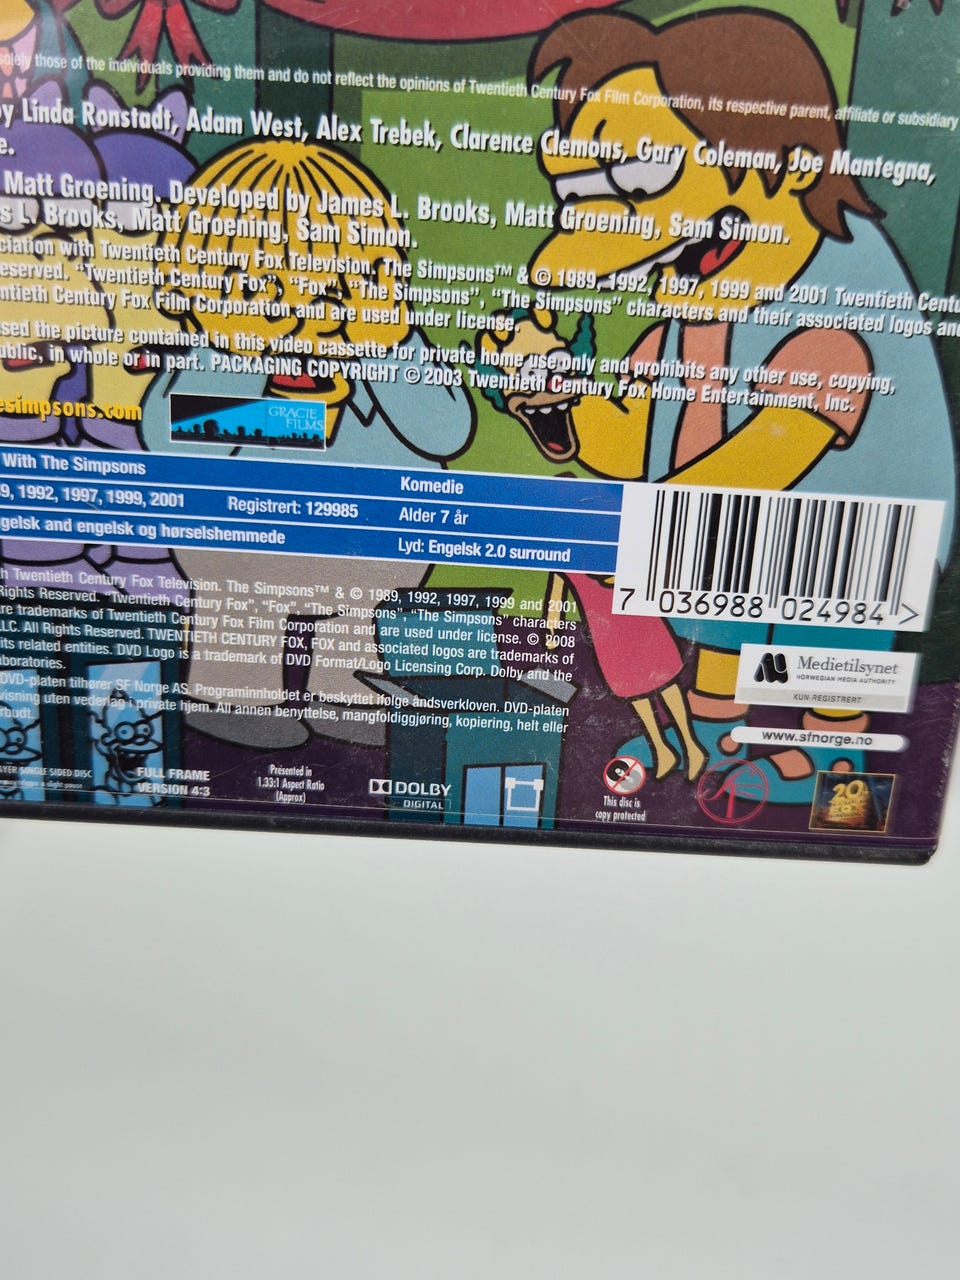 solely those of the individuals providing them and do not reflect the opinions of Twentieth Century Fox Film Corporation, its respective parent, affiliate or subsidiary
by Linda Ronstadt, Adam West, Alex Trebek, Clarence Clemons, Gary Coleman, Joe Mantegna,
e.
Matt Groening. Developed by James L. Brooks, Matt Groening, Sam Simon.
s L. Brooks, Matt Groening, Sam Simon.
ciation with Twentieth Century Fox Television. The Simpsons™ & © 1989, 1992, 1997, 1999 and 2001 Twentieth Centu
eserved. "Twentieth Century Fox", "Fox", "The Simpsons", "The Simpsons" characters and their associated logos and
ntieth Century Fox Film Corporation and are used under license.
sed the picture contained in this video cassette for private home use only and prohibits any other use, copying,
ublic, in whole or in part. PACKAGING COPYRIGHT © 2003 Twentieth Century Fox Home Entertainment, Inc.
esimpsons.com
GRACIE
FILMS
With The Simpsons
Komedie
9, 1992, 1997, 1999, 2001
Registrert: 129985
Alder 7 år
gelsk and engelsk og hørselshemmede
Lyd: Engelsk 2.0 surround
7 036988 024984 >
h Twentieth Century Fox Television. The Simpsons™ & © 1989, 1992, 1997, 1999 and 2001
Rights Reserved. "Twentieth Century Fox", "Fox", "The Simpsons", "The Simpsons" characters
re trademarks of Twentieth Century Fox Film Corporation and are used under license. © 2008
LLC. All Rights Reserved. TWENTIETH CENTURY FOX, FOX and associated logos are trademarks of
its related entities. DVD Logo is a trademark of DVD Format/Logo Licensing Corp. Dolby and the
aboratories.
DVD-platen tilhører SF Norge AS. Programinnholdet er beskyttet ifølge åndsverkloven. DVD-platen
visning uten vederlag i private hjem. All annen benyttelse, mangfoldiggjøring, kopiering, helt eller
rbudt.
Medietilsynet
NORWEGIAN MEDIA AUTHORITY
KUN REGISTRERT
www.sfnorge.no
AYER SINGLE SIDED DISC
FULL FRAME
VERSION 4:3
Presented in
1.33:1 Aspect Ratio
(Approx)
DOLBY
DIGITAL
This disc is
copy protected
20